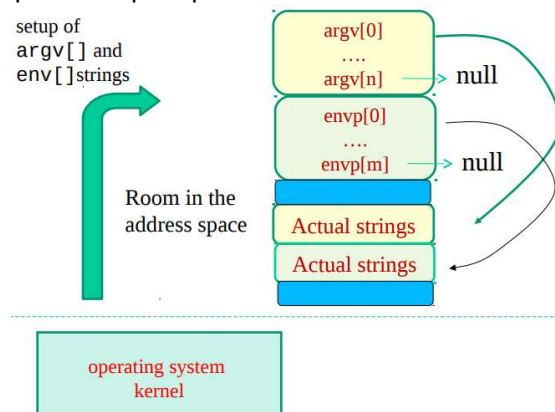 setup of
argv[] and
env[]strings
argv[0]
....
argv[n]
null
envp[0]
....
envp[m]
null
Room in the
address space
Actual strings
Actual strings
operating system
kernel